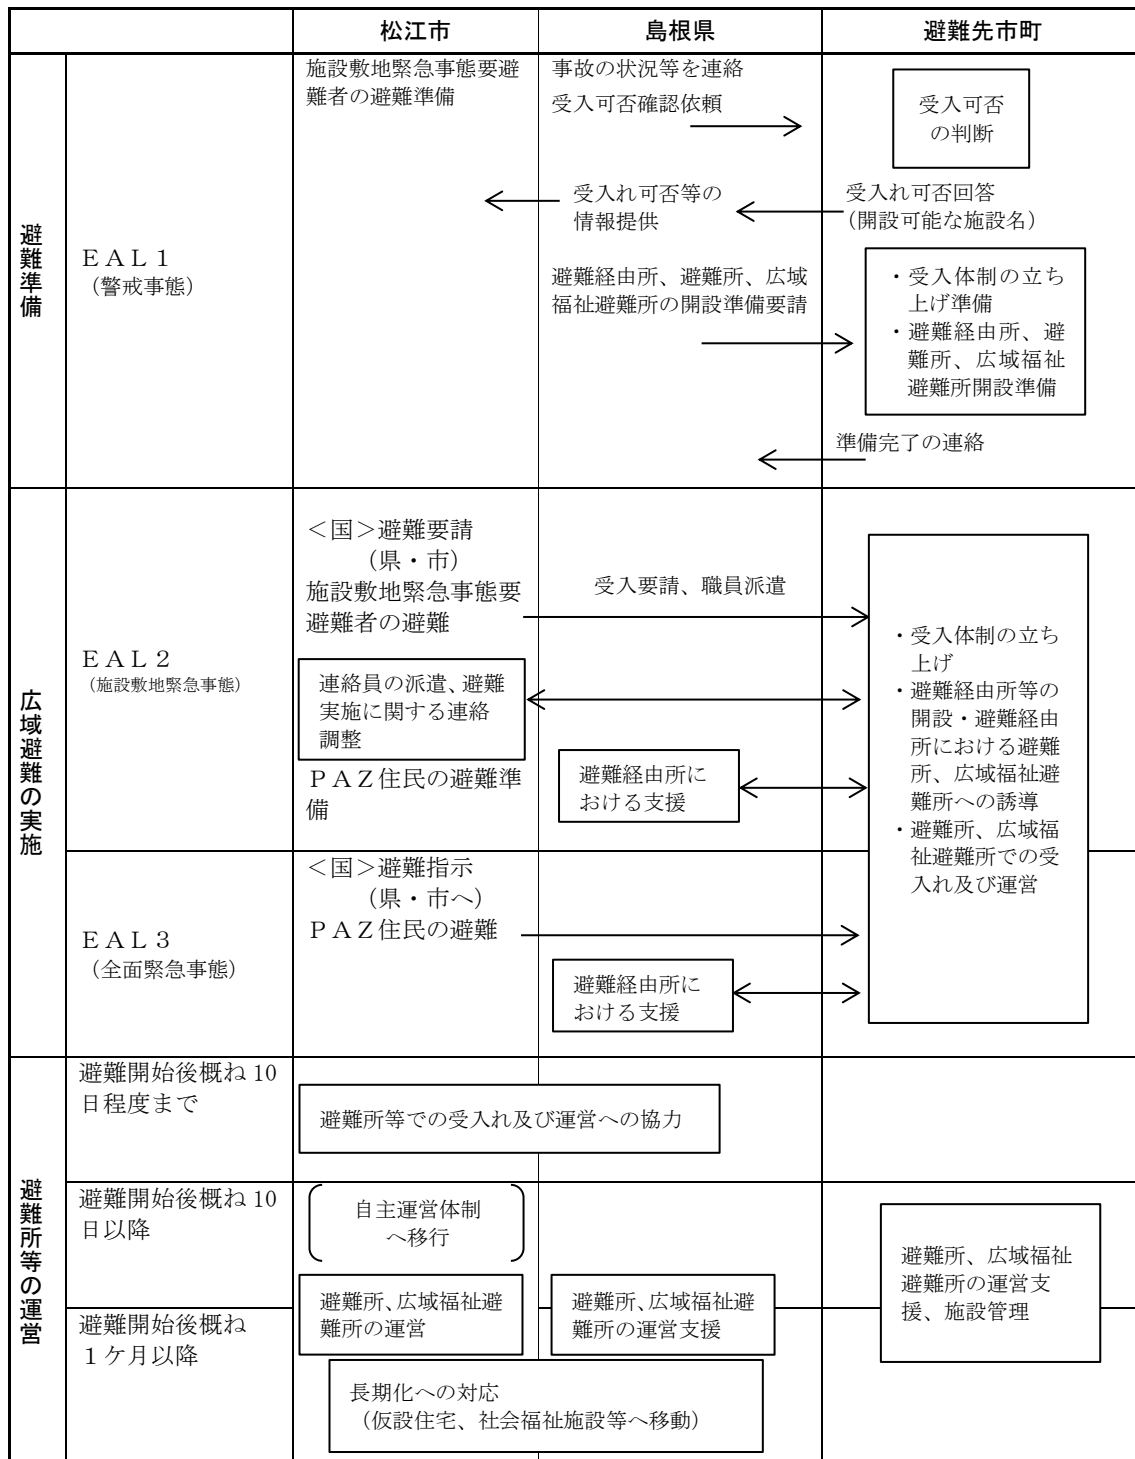 松江市
島根県
避難先市町
避難準備
ＥＡＬ１
（警戒事態）
施設敷地緊急事態要避
難者の避難準備
事故の状況等を連絡
受入可否確認依頼
受入可否
の判断
受入れ可否等の
情報提供
受入れ可否回答
（開設可能な施設名）
避難経由所、避難所、広域
福祉避難所の開設準備要請
・受入体制の立ち
上げ準備
・避難経由所、避
難所、広域福祉
避難所開設準備
準備完了の連絡
広域避難の実施
ＥＡＬ２
（施設敷地緊急事態）
＜国＞避難要請
（県・市）
施設敷地緊急事態要
避難者の避難
受入要請、職員派遣
連絡員の派遣、避難
実施に関する連絡
調整
ＰＡＺ住民の避難準
備
避難経由所に
おける支援
・受入体制の立ち
上げ
・避難経由所等の
開設・避難経由
所における避難
所、広域福祉避
難所への誘導
・避難所、広域福
祉避難所での受
入れ及び運営
ＥＡＬ３
（全面緊急事態）
＜国＞避難指示
（県・市へ）
ＰＡＺ住民の避難
避難経由所に
おける支援
避難所等の運営
避難開始後概ね 10
日程度まで
避難所等での受入れ及び運営への協力
避難開始後概ね 10
日以降
自主運営体制
へ移行
避難所、広域福祉避
難所の運営
避難所、広域福祉避
難所の運営支援
避難所、広域福祉
避難所の運営支
援、施設管理
避難開始後概ね
１ケ月以降
長期化への対応
（仮設住宅、社会福祉施設等へ移動）